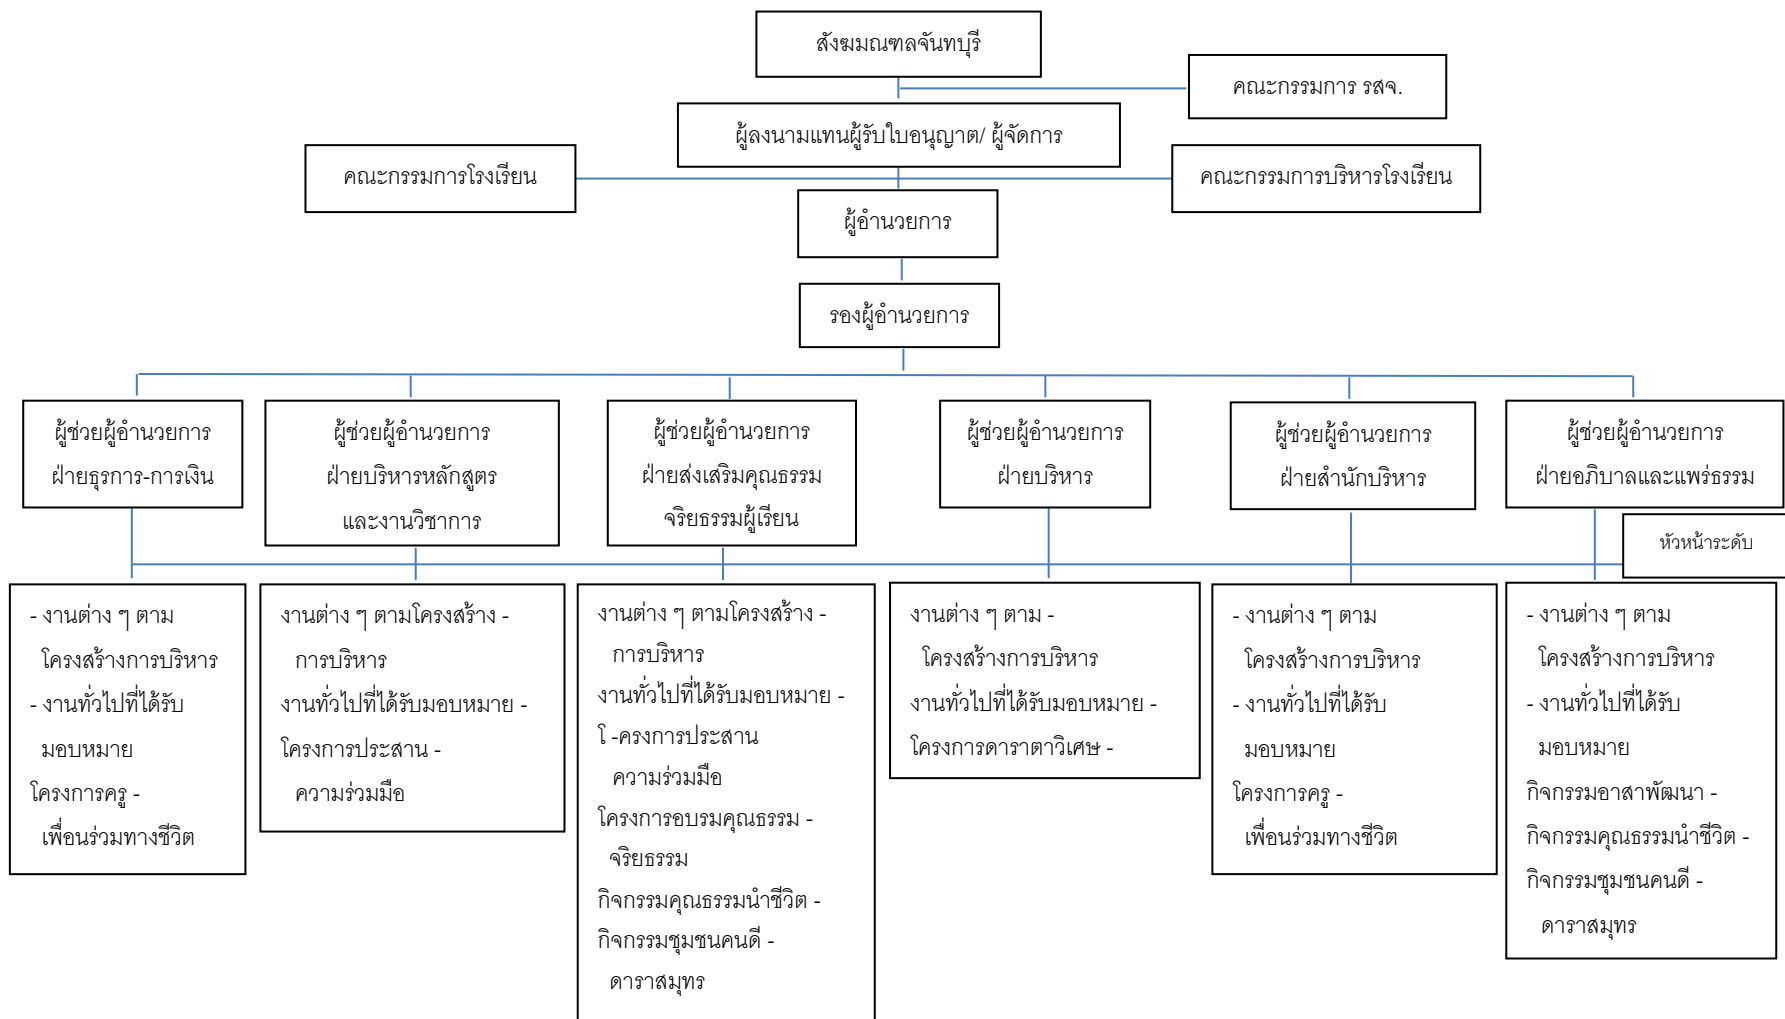 สังฆมณฑลจันทบุรี
คณะกรรมการ รสจ.
ผู้ลงนามแทนผู้รับใบอนุญาต/ ผู้จัดการ
คณะกรรมการโรงเรียน
คณะกรรมการบริหารโรงเรียน
ผู้อำนวยการ
รองผู้อำนวยการ
ผู้ช่วยผู้อำนวยการ
ฝ่ายธุรการ-การเงิน
ผู้ช่วยผู้อำนวยการ
ฝ่ายบริหารหลักสูตร
และงานวิชาการ
ผู้ช่วยผู้อำนวยการ
ฝ่ายส่งเสริมคุณธรรม
จริยธรรมผู้เรียน
ผู้ช่วยผู้อำนวยการ
ฝ่ายบริหาร
ผู้ช่วยผู้อำนวยการ
ฝ่ายสำนักบริหาร
ผู้ช่วยผู้อำนวยการ
ฝ่ายอภิบาลและแพร่ธรรม
หัวหน้าระดับ
- งานต่าง ๆ ตาม
โครงสร้างการบริหาร
- งานทั่วไปที่ได้รับ
มอบหมาย
โครงการครู -
เพื่อนร่วมทางชีวิต
งานต่าง ๆ ตามโครงสร้าง -
การบริหาร
งานทั่วไปที่ได้รับมอบหมาย -
โครงการประสาน -
ความร่วมมือ
งานต่าง ๆ ตามโครงสร้าง -
การบริหาร
งานทั่วไปที่ได้รับมอบหมาย -
โ -ครงการประสาน
ความร่วมมือ
โครงการอบรมคุณธรรม -
จริยธรรม
กิจกรรมคุณธรรมนำชีวิต -
กิจกรรมชุมชนคนดี -
ดาราสมุทร
งานต่าง ๆ ตาม -
โครงสร้างการบริหาร
งานทั่วไปที่ได้รับมอบหมาย -
โครงการดาราตาวิเศษ -
- งานต่าง ๆ ตาม
โครงสร้างการบริหาร
- งานทั่วไปที่ได้รับ
มอบหมาย
โครงการครู -
เพื่อนร่วมทางชีวิต
- งานต่าง ๆ ตาม
โครงสร้างการบริหาร
- งานทั่วไปที่ได้รับ
มอบหมาย
กิจกรรมอาสาพัฒนา -
กิจกรรมคุณธรรมนำชีวิต -
กิจกรรมชุมชนคนดี -
ดาราสมุทร